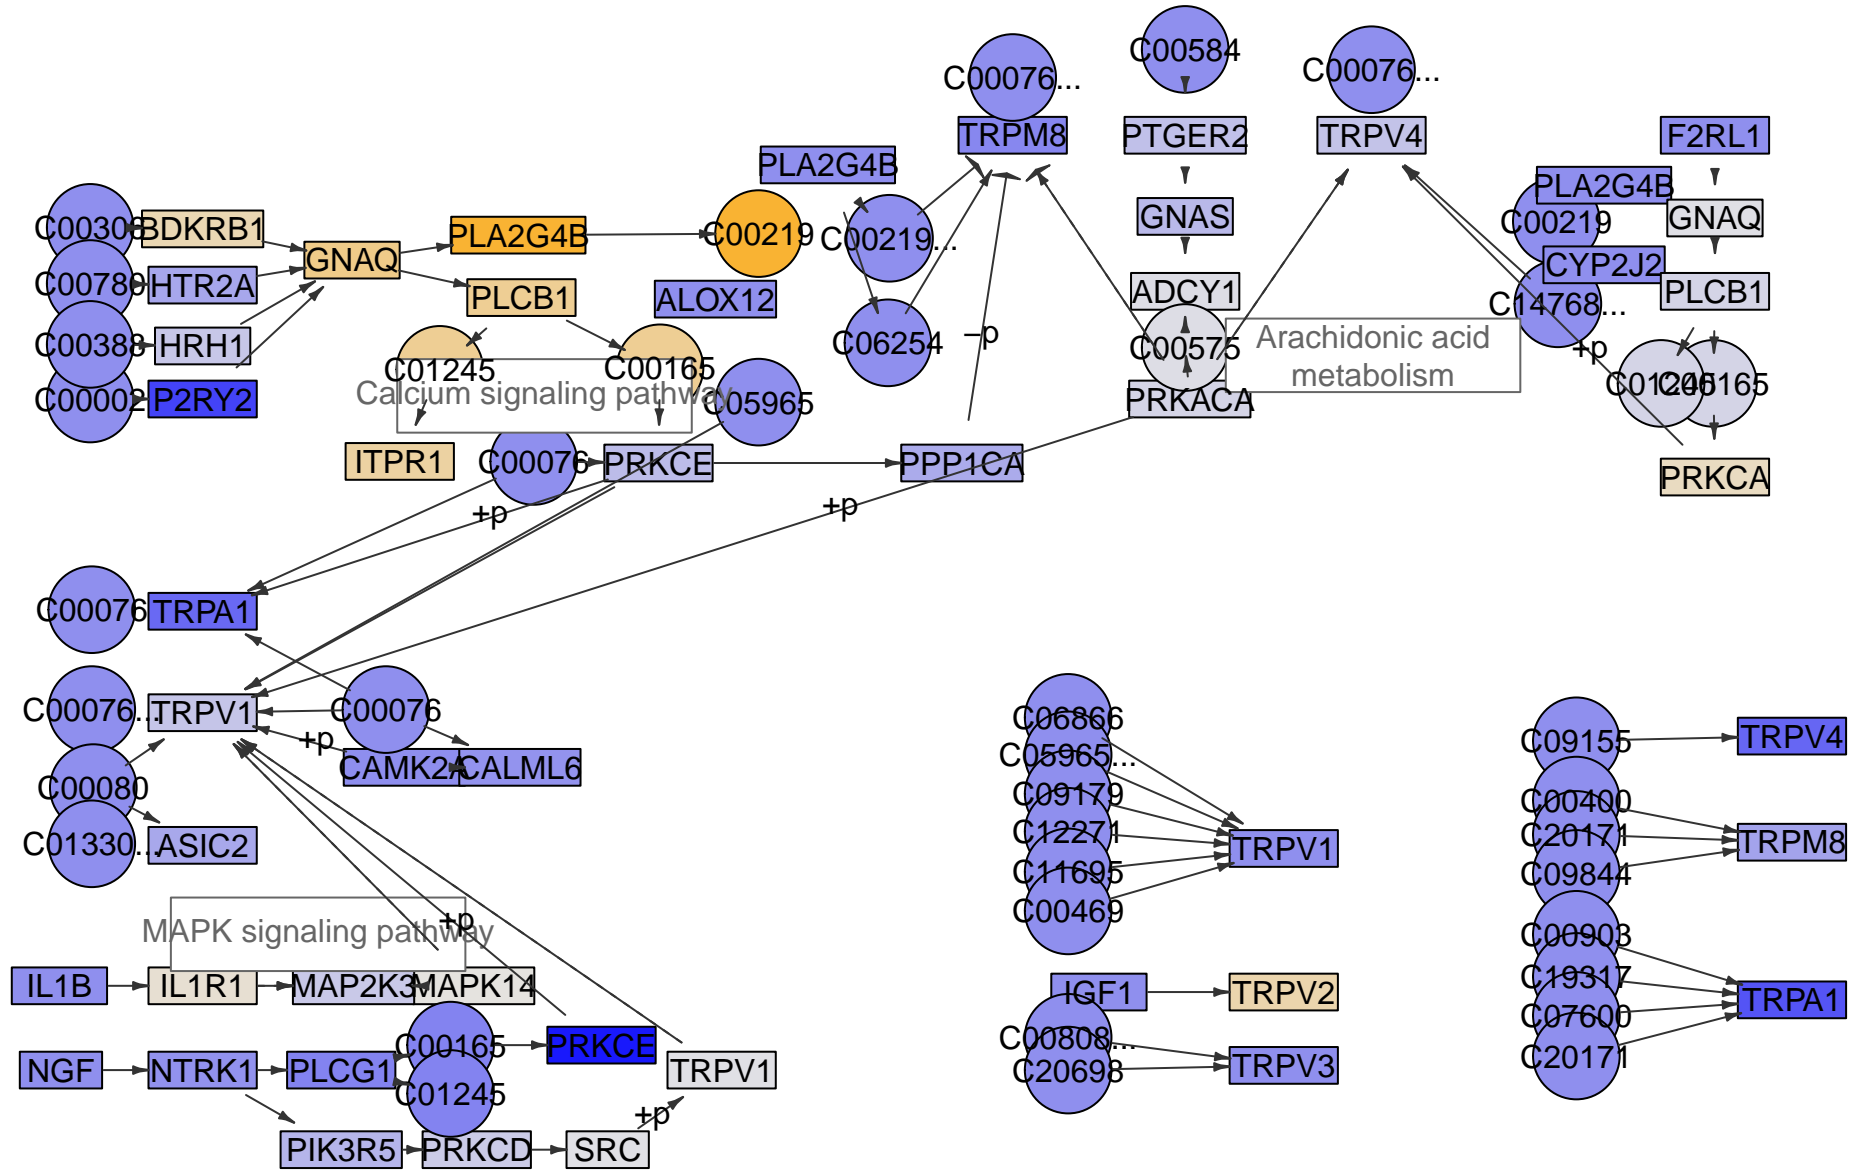 C00584
C00076...
C00076...
TRPM8
PTGER2
TRPV4
F2RL1
PLA2G4B
PLA2G4B
C00219
GNAS
GNAQ
BDKRB1
PLA2G4B
C00219
C00219...
GNAQ
CYP2J2
HTR2A
PLCB1
ALOX12
ADCY1
C14768...
PLCB1
C00388
HRH1
C06254
–p
C00575
Arachidonic acid
metabolism
+p
C01245
C00165
Calcium signaling pathway
C00002
P2RY2
C05965
PRKACA
C01245
C00165
ITPR1
C00076
PRKCE
PPP1CA
PRKCA
+p
+p
C00076
TRPA1
C00076...
TRPV1
C00076
+p
CAMK2A
CALML6
C00080
C01330...
ASIC2
C06866
C05965...
C09179
C12271
C11695
C00469
TRPV1
C09155
TRPV4
C00400
C20171
C09844
TRPM8
MAPK signaling pathway
+p
IL1B
IL1R1
MAP2K3
MAPK14
IGF1
TRPV2
C00903
C19317
C07600
C20171
TRPA1
NGF
NTRK1
PLCG1
C00165
C01245
PRKCE
TRPV1
C00808...
C20698
TRPV3
+p
PIK3R5
PRKCD
SRC